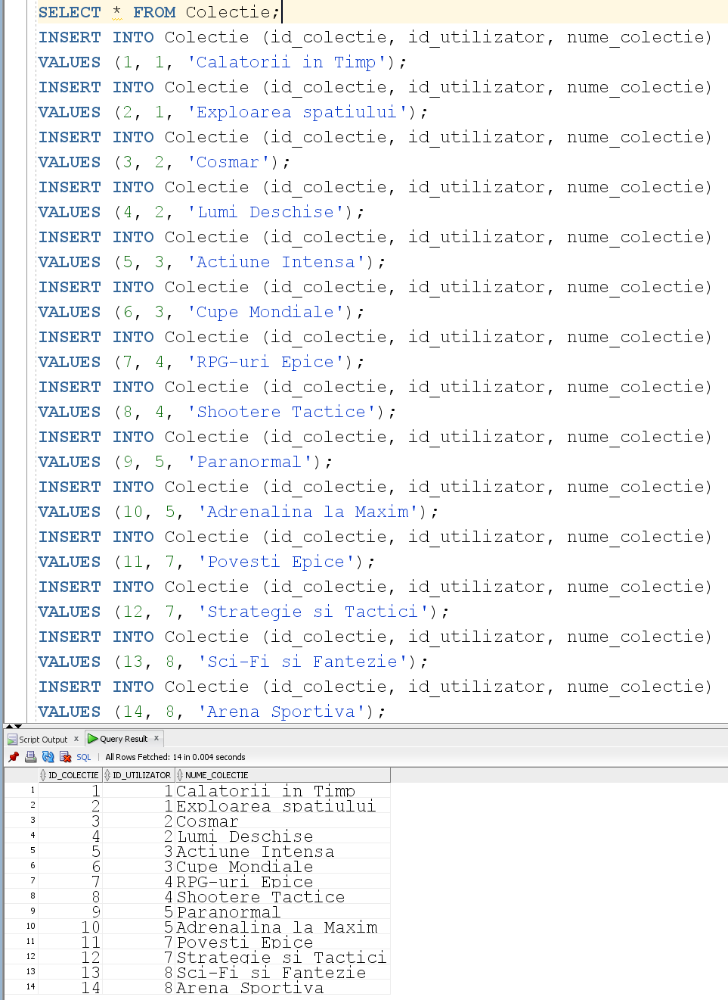 SELECT * FROM Colectie;
INSERT INTO Colectie (id_colectie, id_utilizator, nume_colectie)
VALUES (1, 1, 'Calatorii in Timp');
INSERT INTO Colectie (id_colectie, id_utilizator, nume_colectie)
VALUES (2, 1, 'Exploarea spatiului');
INSERT INTO Colectie (id_colectie, id_utilizator, nume_colectie)
VALUES (3, 2, 'Cosmar');
INSERT INTO Colectie (id_colectie, id_utilizator, nume_colectie)
VALUES (4, 2, 'Lumi Deschise');
INSERT INTO Colectie (id_colectie, id_utilizator, nume_colectie)
VALUES (5, 3, 'Actiune Intensa');
INSERT INTO Colectie (id_colectie, id_utilizator, nume_colectie)
VALUES (6, 3, 'Cupe Mondiale');
INSERT INTO Colectie (id_colectie, id_utilizator, nume_colectie)
VALUES (7, 4, 'RPG-uri Epice');
INSERT INTO Colectie (id_colectie, id_utilizator, nume_colectie)
VALUES (8, 4, 'Shootere Tactice');
INSERT INTO Colectie (id_colectie, id_utilizator, nume_colectie)
VALUES (9, 5, 'Paranormal');
INSERT INTO Colectie (id_colectie, id_utilizator, nume_colectie)
VALUES (10, 5, 'Adrenalina la Maxim');
INSERT INTO Colectie (id_colectie, id_utilizator, nume_colectie)
VALUES (11, 7, 'Povesti Epice');
INSERT INTO Colectie (id_colectie, id_utilizator, nume_colectie)
VALUES (12, 7, 'Strategie si Tactici');
INSERT INTO Colectie (id_colectie, id_utilizator, nume_colectie)
VALUES (13, 8, 'Sci-Fi si Fantezie');
INSERT INTO Colectie (id_colectie, id_utilizator, nume_colectie)
VALUES (14, 8, 'Arena Sportiva');
Script Output x Query Result x
SQL | All Rows Fetched: 14 in 0.004 seconds
ID_COLECTIE ID_UTILIZATOR NUME_COLECTIE
1 1 1 Calatorii in Timp
2 2 1 Exploarea spatiului
3 3 2 Cosmar
4 4 2 Lumi Deschise
5 5 3 Actiune Intensa
6 6 3 Cupe Mondiale
7 7 4 RPG-uri Epice
8 8 4 Shootere Tactice
9 9 5 Paranormal
10 10 5 Adrenalina la Maxim
11 11 7 Povesti Epice
12 12 7 Strategie si Tactici
13 13 8 Sci-Fi si Fantezie
14 14 8 Arena Sportiva